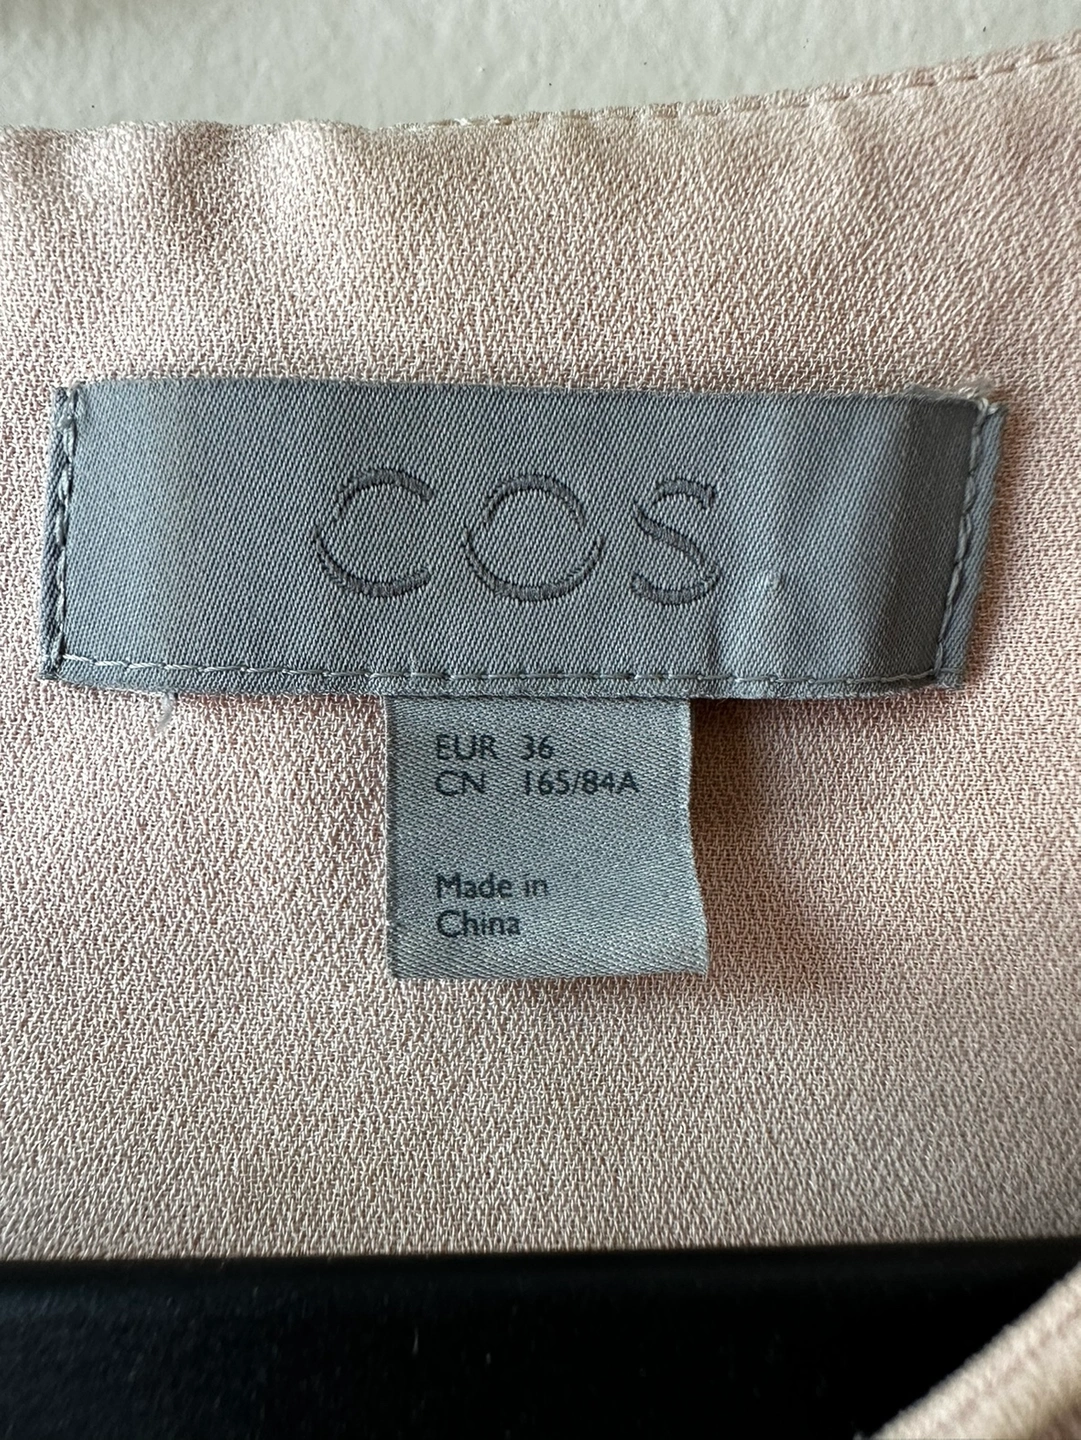 COS
EUR 36
CN 165/84A
Made in
China